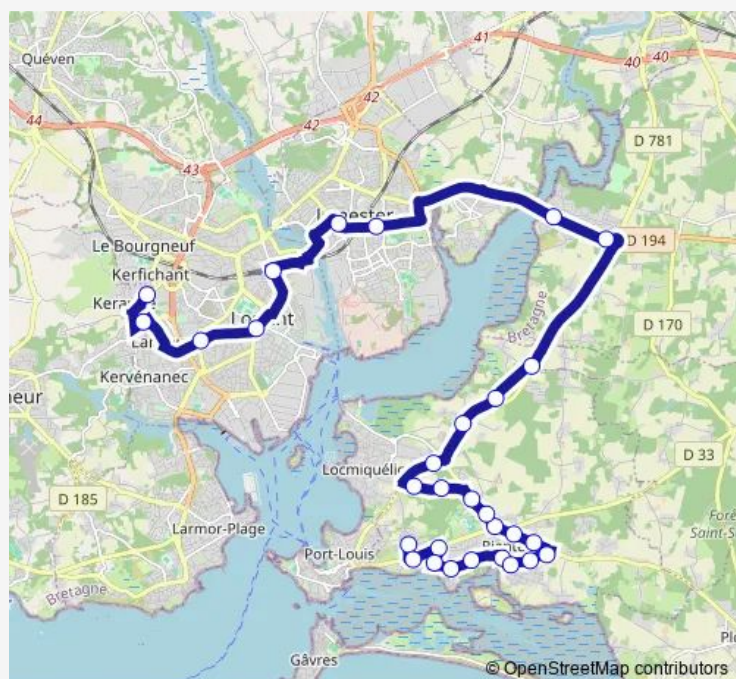 Quéven
41
40
40
42
44
42
D 781
43
Le Bourgneuf
Kerfichant
D 194
Bretagne
D 170
Kervénanec
Locmiquélic
D 33
D 185
Larmor-Plage
Port-Louis
Bretagne
Gâvres
© OpenStreetMap contributors